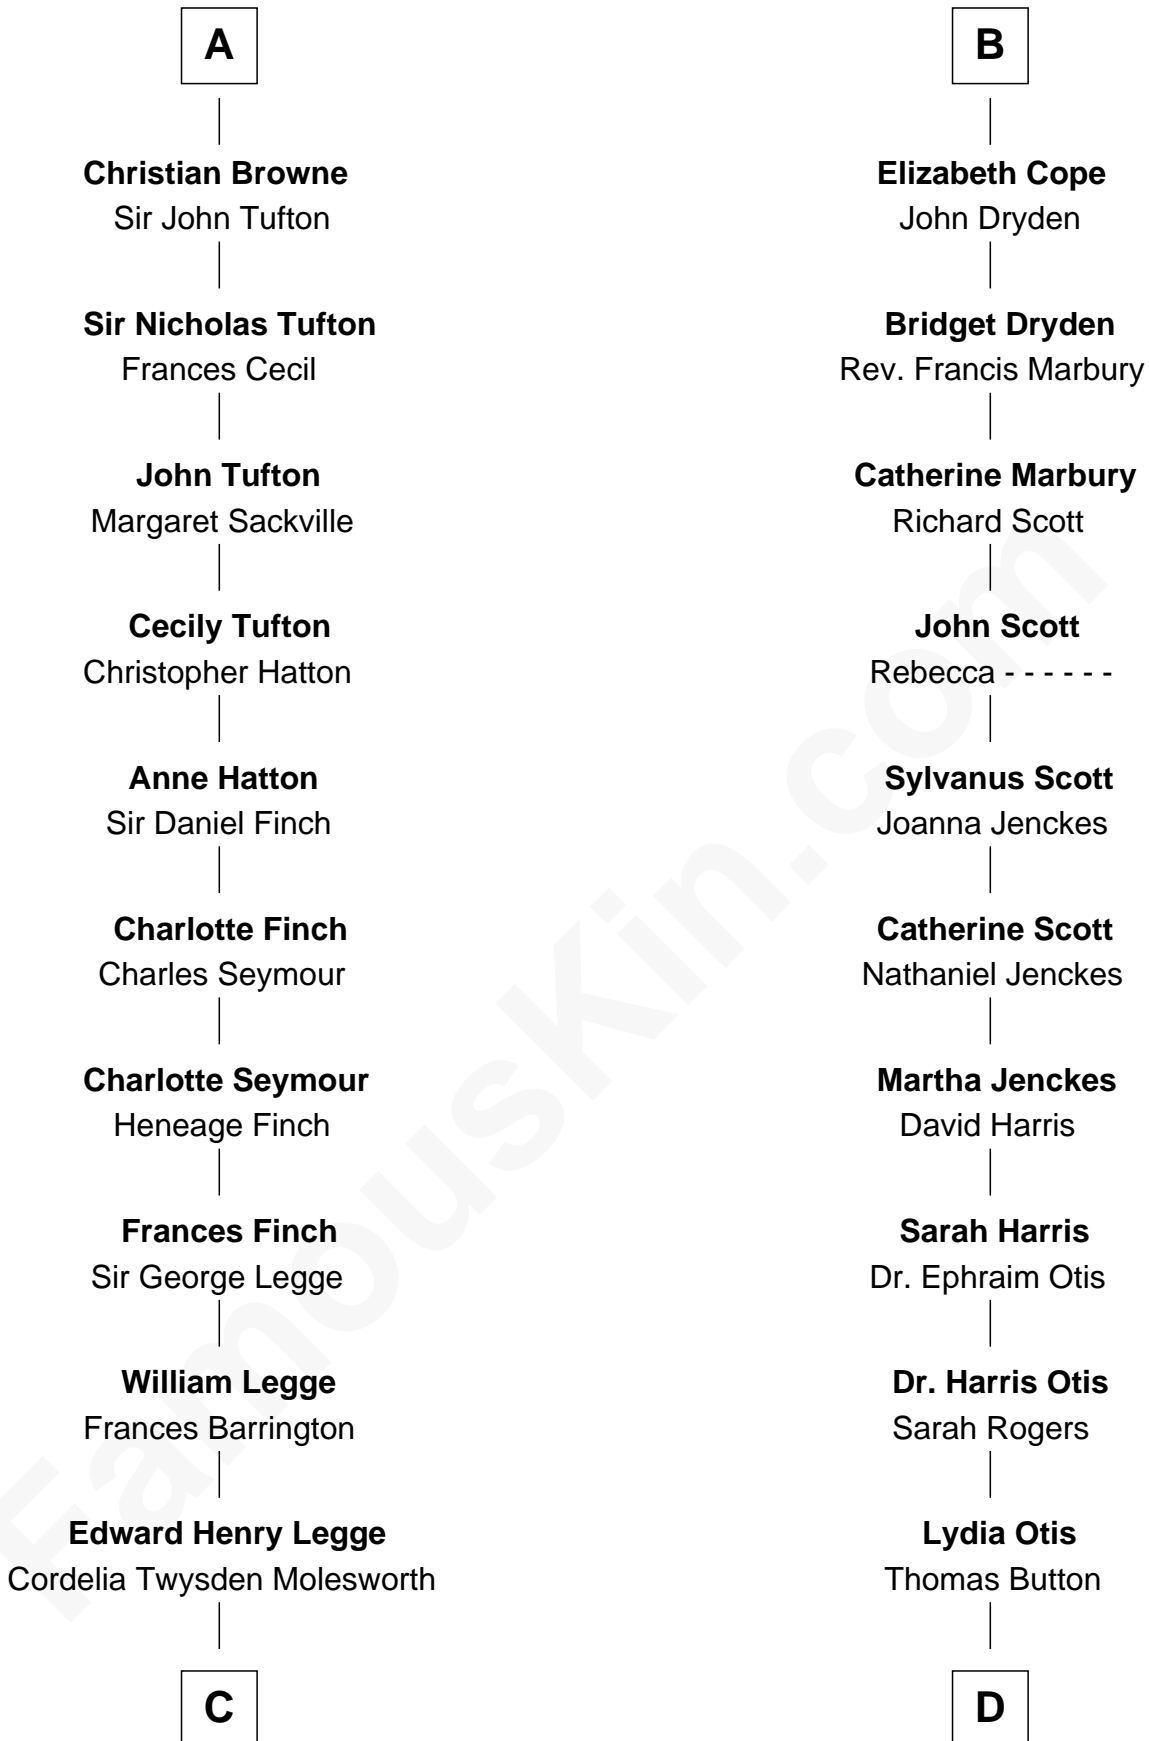 A
Christian Browne
Sir John Tufton
Sir Nicholas Tufton
Frances Cecil
John Tufton
Margaret Sackville
Cecily Tufton
Christopher Hatton
Anne Hatton
Sir Daniel Finch
Charlotte Finch
Charles Seymour
Charlotte Seymour
Heneage Finch
Frances Finch
Sir George Legge
William Legge
Frances Barrington
Edward Henry Legge
Cordelia Twysden Molesworth
C
B
Elizabeth Cope
John Dryden
Bridget Dryden
Rev. Francis Marbury
Catherine Marbury
Richard Scott
John Scott
Rebecca - - - - - -
Sylvanus Scott
Joanna Jenckes
Catherine Scott
Nathaniel Jenckes
Martha Jenckes
David Harris
Sarah Harris
Dr. Ephraim Otis
Dr. Harris Otis
Sarah Rogers
Lydia Otis
Thomas Button
D
FamousKin.com